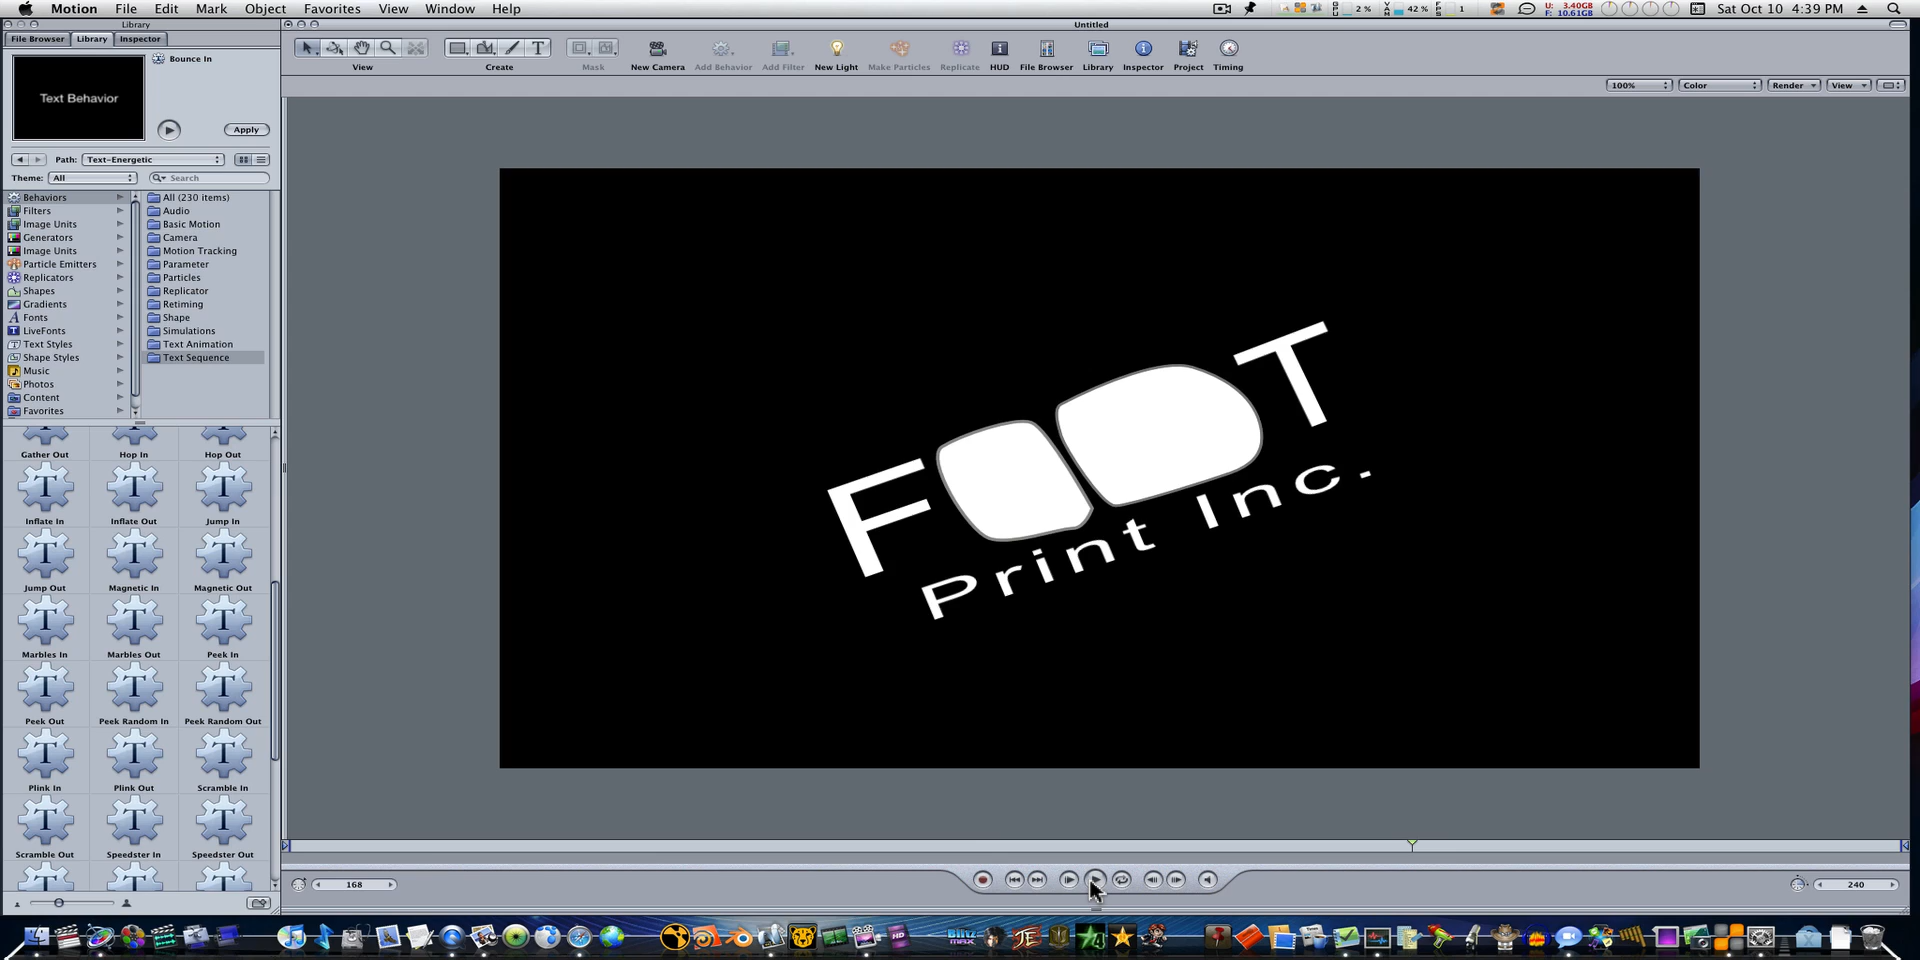 Motion File Edit Mark Object Favorites View Window Help
2% 42% 1 U: 3.40GB F: 10.61GB Sat Oct 10 4:39 PM
Library
Untitled
File Browser Library Inspector
Bounce In
Text Behavior
Apply
View Create Mask New Camera Add Behavior Add Filter New Light Make Particles Replicate HUD File Browser Library Inspector Project Timing
100% Color Render View
Path: Text-Energetic
Theme: All Search
Behaviors
Filters
Image Units
Generators
Image Units
Particle Emitters
Replicators
Shapes
Gradients
Fonts
LiveFonts
Text Styles
Shape Styles
Music
Photos
Content
Favorites
All (230 items)
Audio
Basic Motion
Camera
Motion Tracking
Parameter
Particles
Replicator
Retiming
Shape
Simulations
Text Animation
Text Sequence
Gather Out Hop In Hop Out
Inflate In Inflate Out Jump In
Jump Out Magnetic In Magnetic Out
Marbles In Marbles Out Peek In
Peek Out Peek Random In Peek Random Out
Plink In Plink Out Scramble In
Scramble Out Speedster In Speedster Out
F T
Print Inc.
168
240